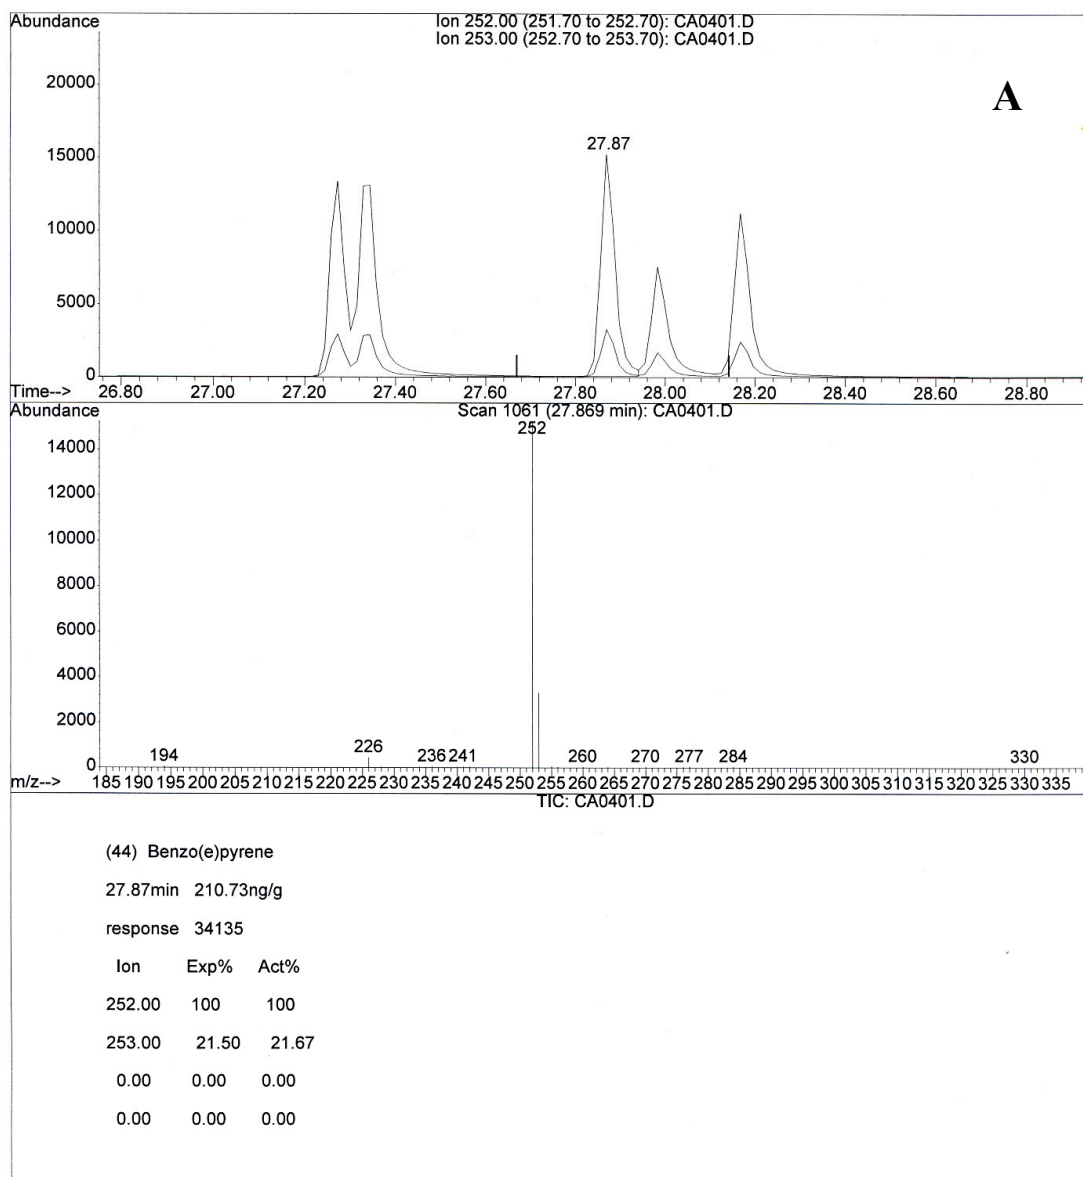 Abundance
Ion 252.00 (251.70 to 252.70): CA0401.D
Ion 253.00 (252.70 to 253.70): CA0401.D
A
20000
15000
10000
5000
0
27.87
Time-->
26.80 27.00 27.20 27.40 27.60 27.80 28.00 28.20 28.40 28.60 28.80
Abundance
Scan 1061 (27.869 min): CA0401.D
252
14000
12000
10000
8000
6000
4000
2000
0
194 226 236 241 260 270 277 284 330
m/z-->
185 190 195 200 205 210 215 220 225 230 235 240 245 250 255 260 265 270 275 280 285 290 295 300 305 310 315 320 325 330 335
TIC: CA0401.D
(44) Benzo(e)pyrene
27.87min 210.73ng/g
response 34135
Ion Exp% Act%
252.00 100 100
253.00 21.50 21.67
0.00 0.00 0.00
0.00 0.00 0.00